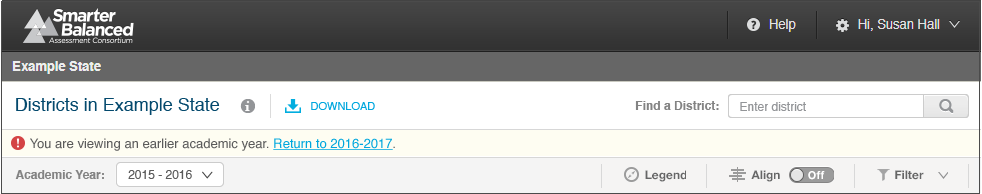 Smarter
Balanced
Assessment Consortium
Help
Hi, Susan Hall
Example State
Districts in Example State
DOWNLOAD
Find a District:
Enter district
You are viewing an earlier academic year. Return to 2016-2017.
Academic Year:
2015 - 2016
Legend
Align
Off
Filter